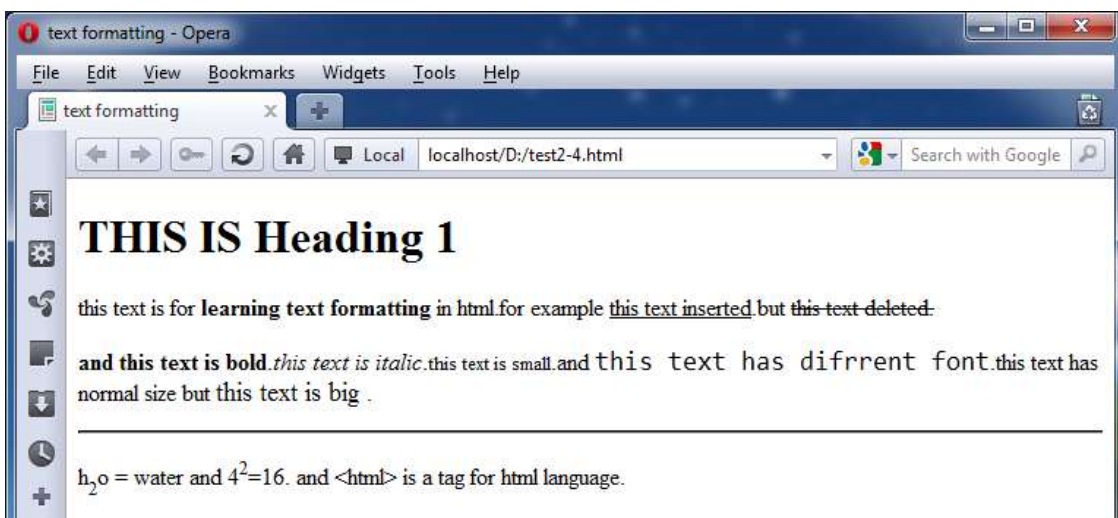 text formatting - Opera
File Edit View Bookmarks Widgets Tools Help
text formatting
Local localhost/D:/test2-4.html Search with Google
THIS IS Heading 1
this text is for learning text formatting in html.for example this text inserted.but this text deleted.
and this text is bold.this text is italic.this text is small.and this text has difrrent font.this text has
normal size but this text is big .
h₂o = water and 4²=16. and <html> is a tag for html language.